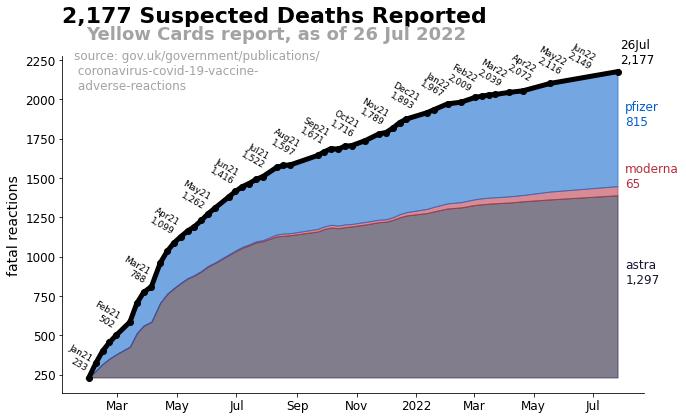 2,177 Suspected Deaths Reported
Yellow Cards report, as of 26 Jul 2022
source: gov.uk/government/publications/
coronavirus-covid-19-vaccine-
adverse-reactions
fatal reactions
2250
2000
1750
1500
1250
1000
750
500
250
Jan21
233
Feb21
502
Mar21
788
Apr21
1,099
May21
1,262
Jun21
1,416
Jul21
1,522
Aug21
1,597
Sep21
1,671
Oct21
1,716
Nov21
1,789
Dec21
1,893
Jan22
1,967
Feb22
2,009
Mar22
2,039
Apr22
2,072
May22
2,116
Jun22
2,149
26Jul
2,177
pfizer
815
moderna
65
astra
1,297
Mar
May
Jul
Sep
Nov
2022
Mar
May
Jul